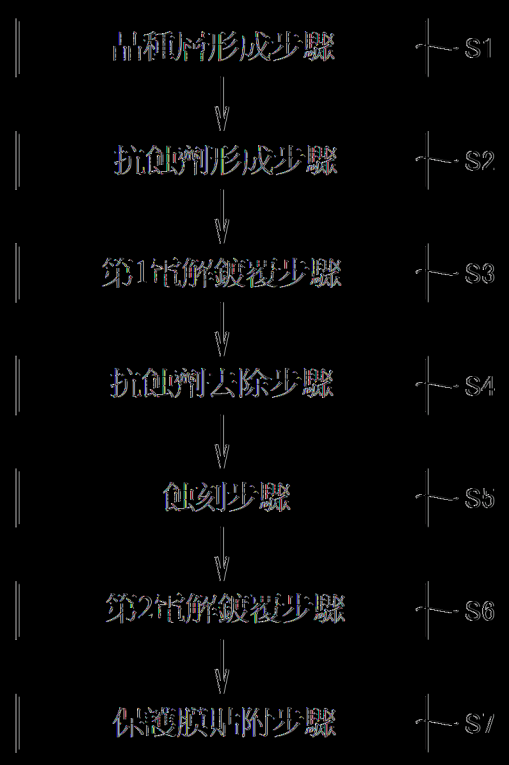 晶種層形成步驟 S1
抗蝕劑形成步驟 S2
第1電解鍍覆步驟 S3
抗蝕劑去除步驟 S4
蝕刻步驟 S5
第2電解鍍覆步驟 S6
保護膜貼附步驟 S7